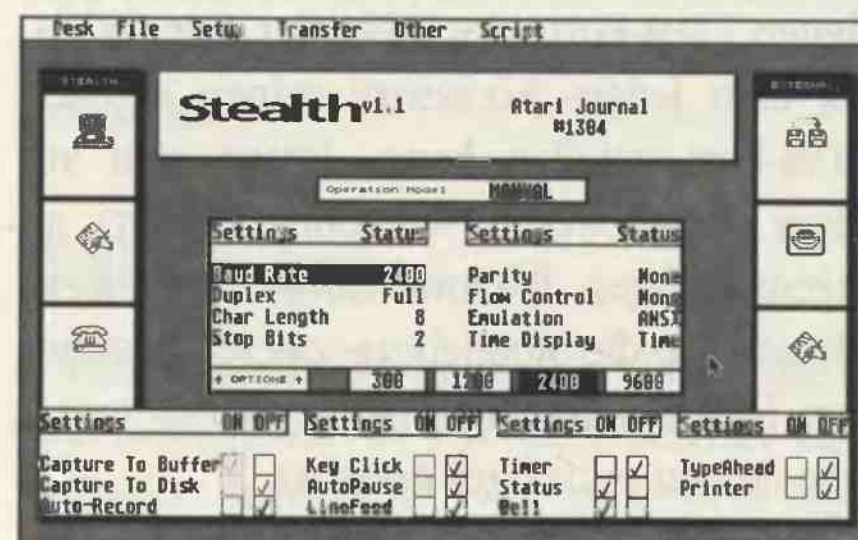 Desk File Setup Transfer Other Script
STEALTH
EXTERNAL
Stealth v1.1
Atari Journal
#1384
Operation Mode: MANUAL
Settings Status Settings Status
Baud Rate 2400 Parity None
Duplex Full Flow Control None
Char Length 8 Emulation ANSI
Stop Bits 2 Time Display Time
OPTIONS 300 1200 2400 9600
Settings ON OFF Settings ON OFF Settings ON OFF Settings ON OFF
Capture To Buffer Key Click Timer TypeAhead
Capture To Disk AutoPause Status Printer
Auto-Record LineFeed Bell